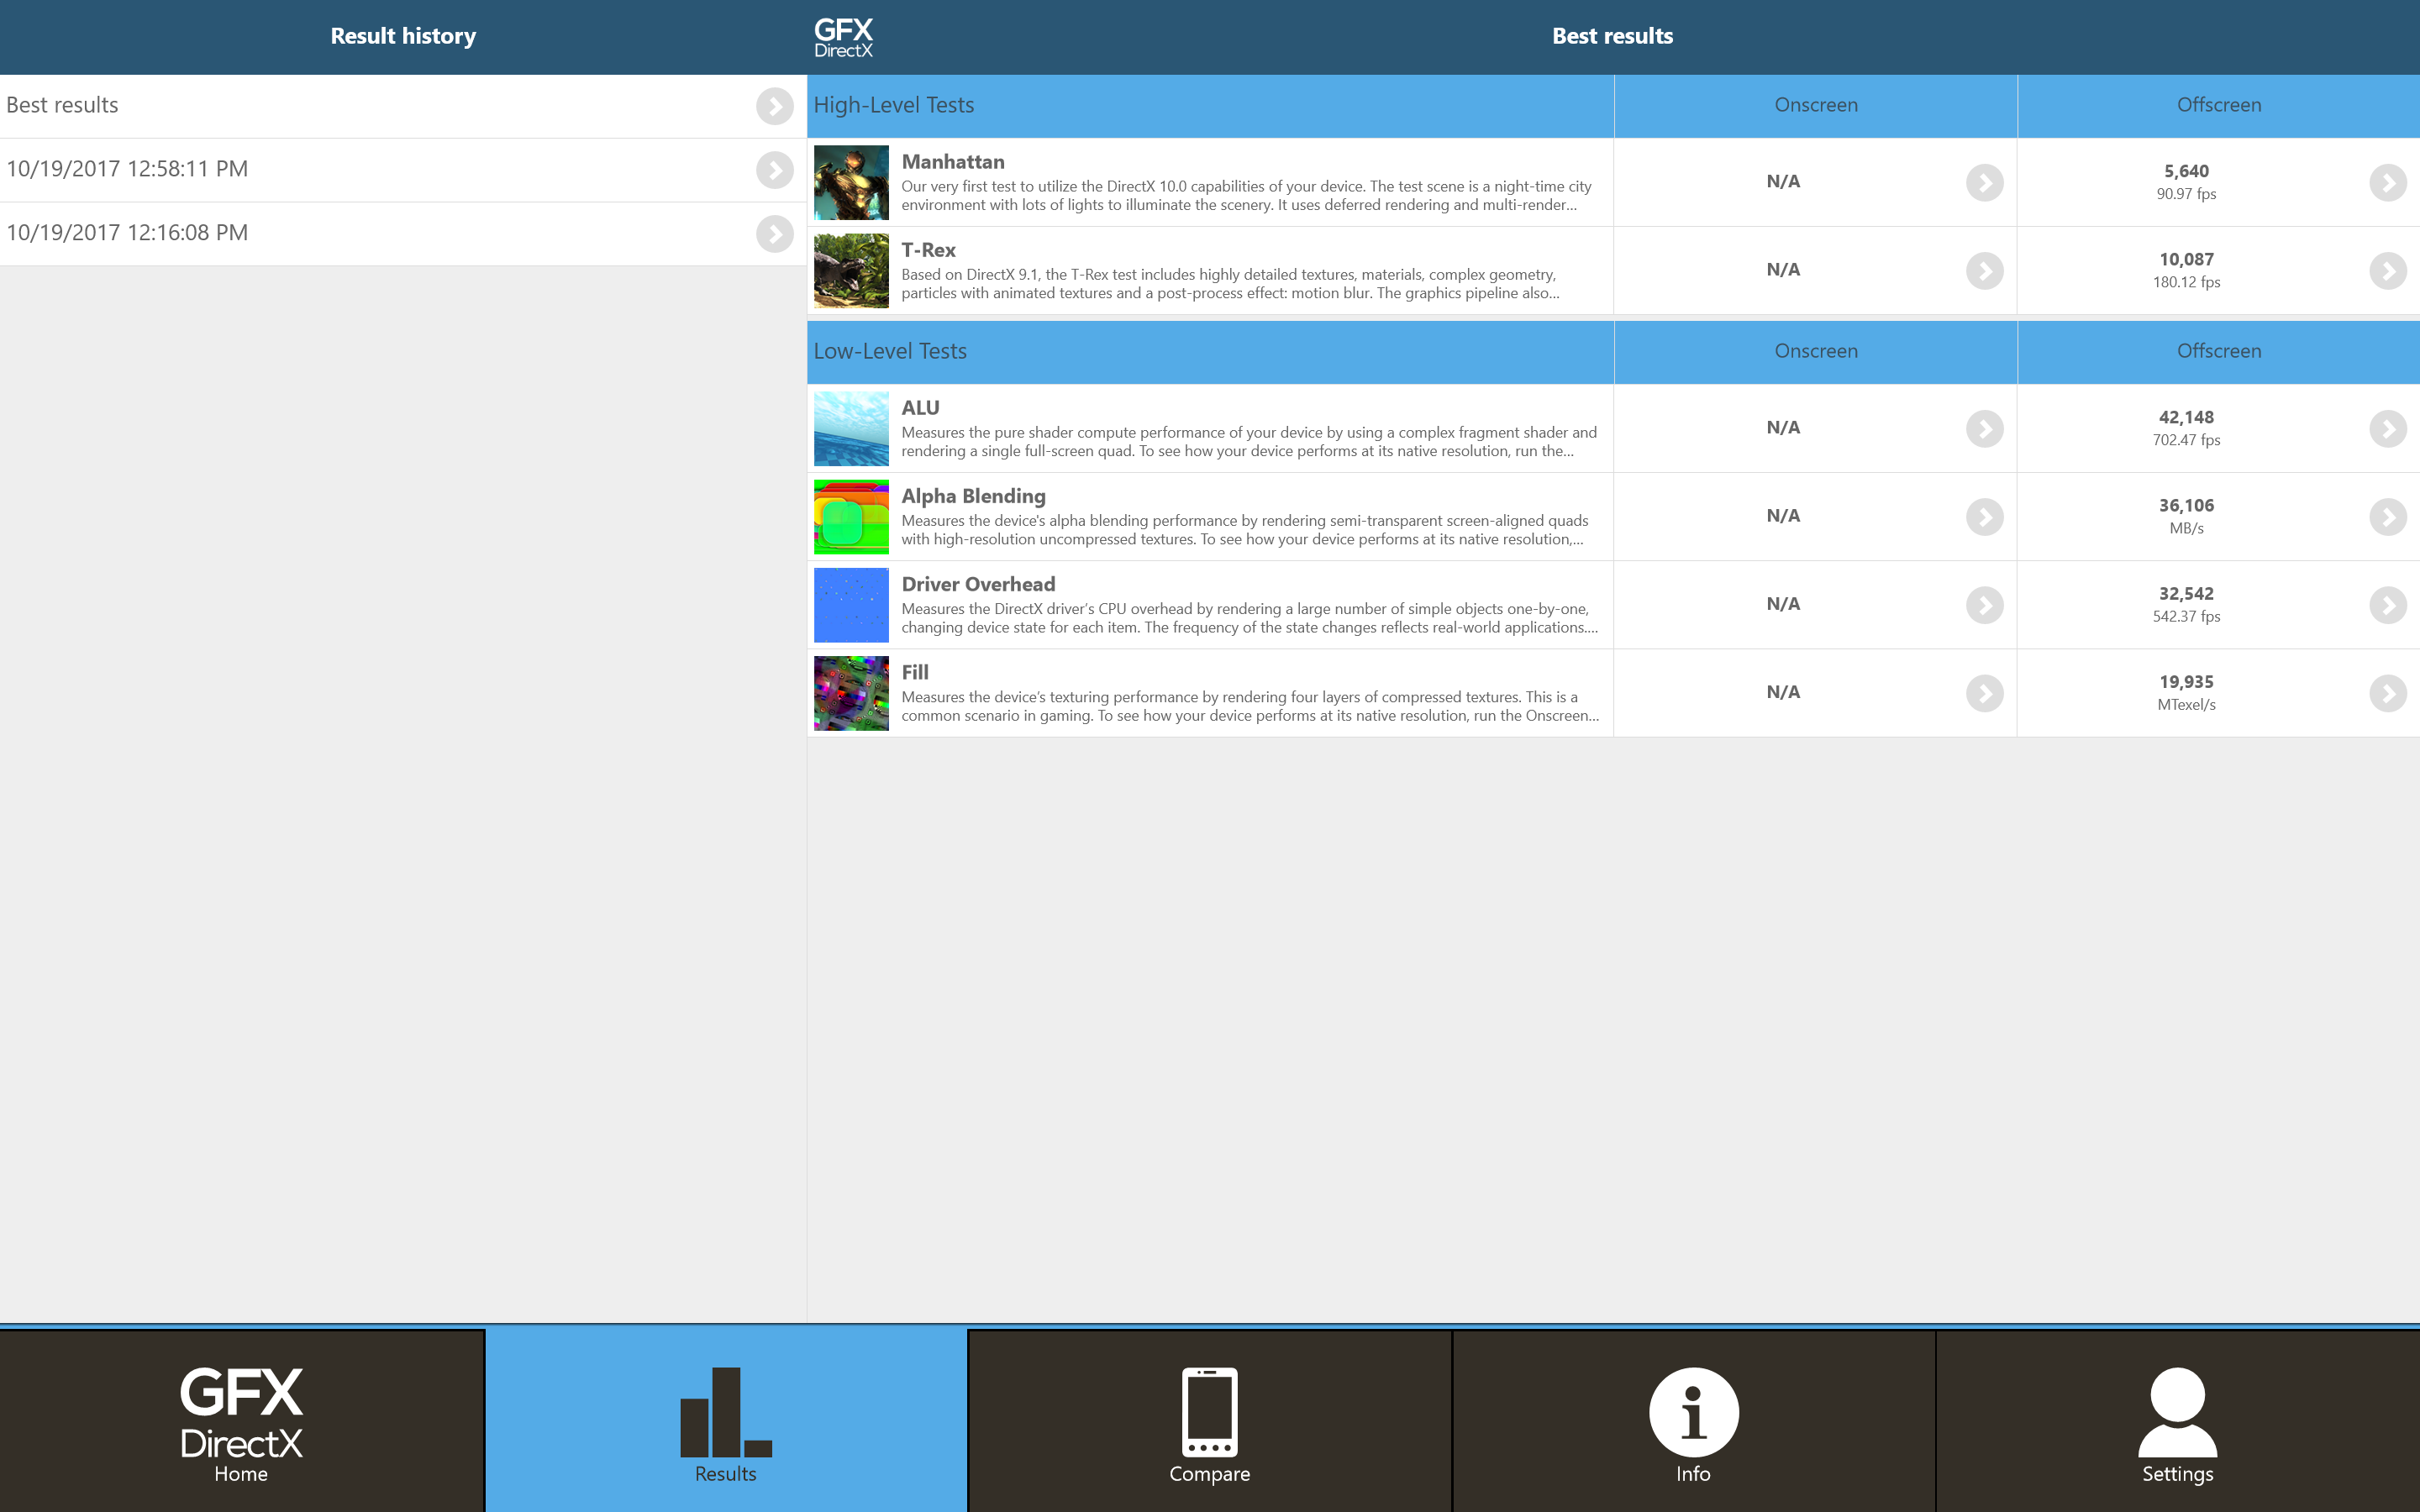 Result history
GFX
DirectX
Best results
Best results
10/19/2017 12:58:11 PM
10/19/2017 12:16:08 PM
High-Level Tests
Onscreen
Offscreen
Manhattan
Our very first test to utilize the DirectX 10.0 capabilities of your device. The test scene is a night-time city
environment with lots of lights to illuminate the scenery. It uses deferred rendering and multi-render...
N/A
5,640
90.97 fps
T-Rex
Based on DirectX 9.1, the T-Rex test includes highly detailed textures, materials, complex geometry,
particles with animated textures and a post-process effect: motion blur. The graphics pipeline also...
N/A
10,087
180.12 fps
Low-Level Tests
Onscreen
Offscreen
ALU
Measures the pure shader compute performance of your device by using a complex fragment shader and
rendering a single full-screen quad. To see how your device performs at its native resolution, run the...
N/A
42,148
702.47 fps
Alpha Blending
Measures the device's alpha blending performance by rendering semi-transparent screen-aligned quads
with high-resolution uncompressed textures. To see how your device performs at its native resolution,...
N/A
36,106
MB/s
Driver Overhead
Measures the DirectX driver’s CPU overhead by rendering a large number of simple objects one-by-one,
changing device state for each item. The frequency of the state changes reflects real-world applications....
N/A
32,542
542.37 fps
Fill
Measures the device’s texturing performance by rendering four layers of compressed textures. This is a
common scenario in gaming. To see how your device performs at its native resolution, run the Onscreen...
N/A
19,935
MTexel/s
GFX
DirectX
Home
Results
Compare
Info
Settings